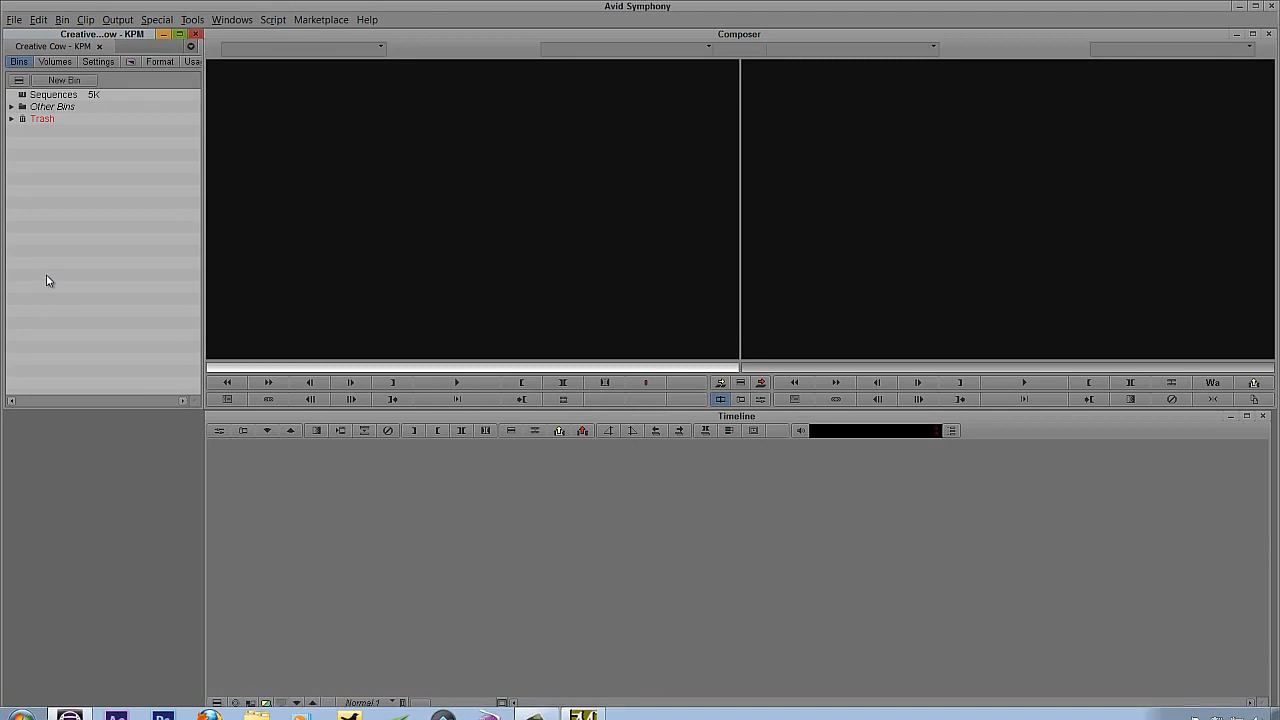 Avid Symphony
File Edit Bin Clip Output Special Tools Windows Script Marketplace Help
Creative...ow - KPM
Composer
Creative Cow - KPM
Bins Volumes Settings Format Usa
New Bin
Sequences 5K
Other Bins
Trash
Wa
Timeline
Normal.1
Ae